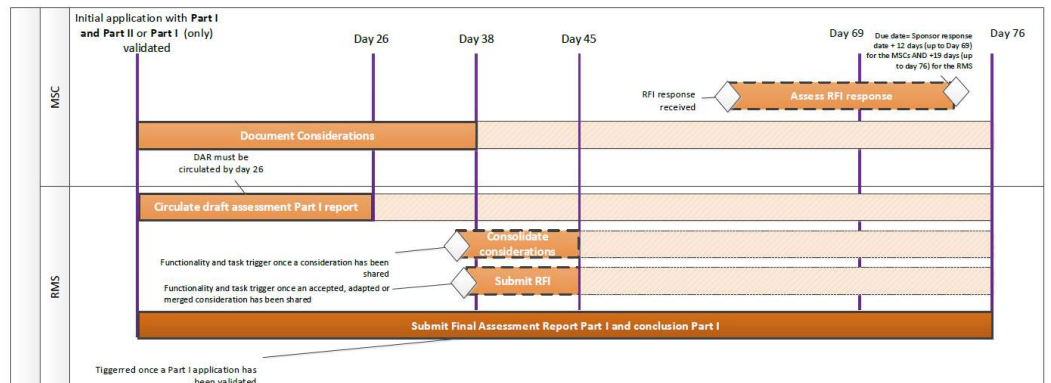 Initial application with Part I
and Part II or Part I (only)
validated
Day 26
Day 38
Day 45
Day 69
Day 76
Due date= Sponsor response
date + 12 days (up to Day 69)
for the MSCs AND +19 days (up
to day 76) for the RMS
MSC
RFI response
received
Assess RFI response
Document Considerations
DAR must be
circulated by day 26
RMS
Circulate draft assessment Part I report
Consolidate
considerations
Functionality and task trigger once a consideration has been
shared
Submit RFI
Functionality and task trigger once an accepted, adapted or
merged consideration has been shared
Submit Final Assessment Report Part I and conclusion Part I
Tiggerred once a Part I application has
been validated